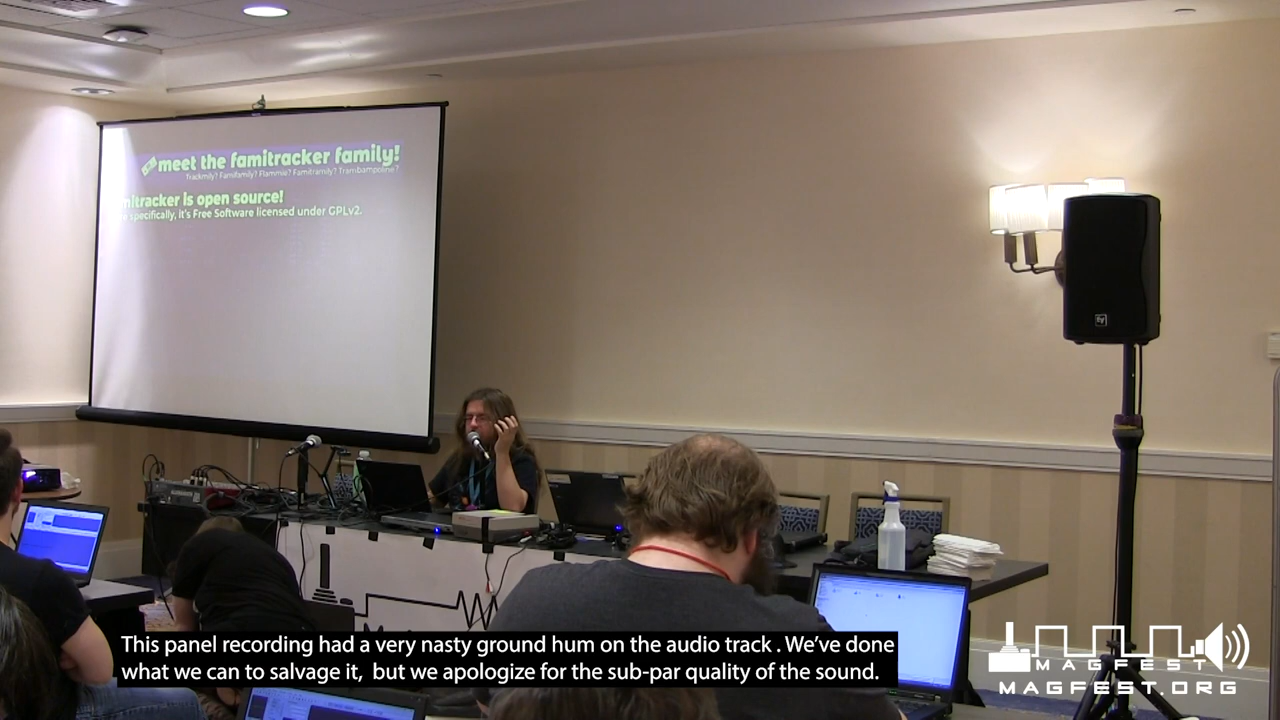 meet the famitracker family!
Trackmily? Famifamily? Flammie? Famitramily? Trambampoline?
mitracker is open source!
specifically, it's Free Software licensed under GPLv2.
This panel recording had a very nasty ground hum on the audio track . We've done
what we can to salvage it, but we apologize for the sub-par quality of the sound.
MAGFEST
MAGFEST.ORG